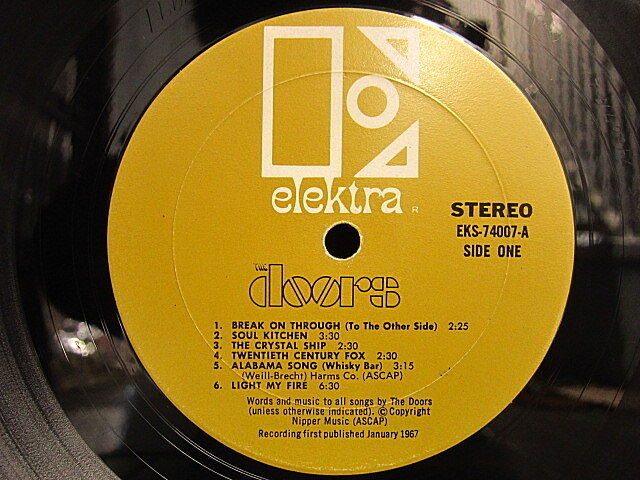 elektra R
STEREO
EKS-74007-A
SIDE ONE
THE
doors
1. BREAK ON THROUGH (To The Other Side) 2:25
2. SOUL KITCHEN 3:30
3. THE CRYSTAL SHIP 2:30
4. TWENTIETH CENTURY FOX 2:30
5. ALABAMA SONG (Whisky Bar) 3:15
(Weill-Brecht) Harms Co. (ASCAP)
6. LIGHT MY FIRE 6:30
Words and music to all songs by The Doors
(unless otherwise indicated). © Copyright
Nipper Music (ASCAP)
Recording first published January 1967